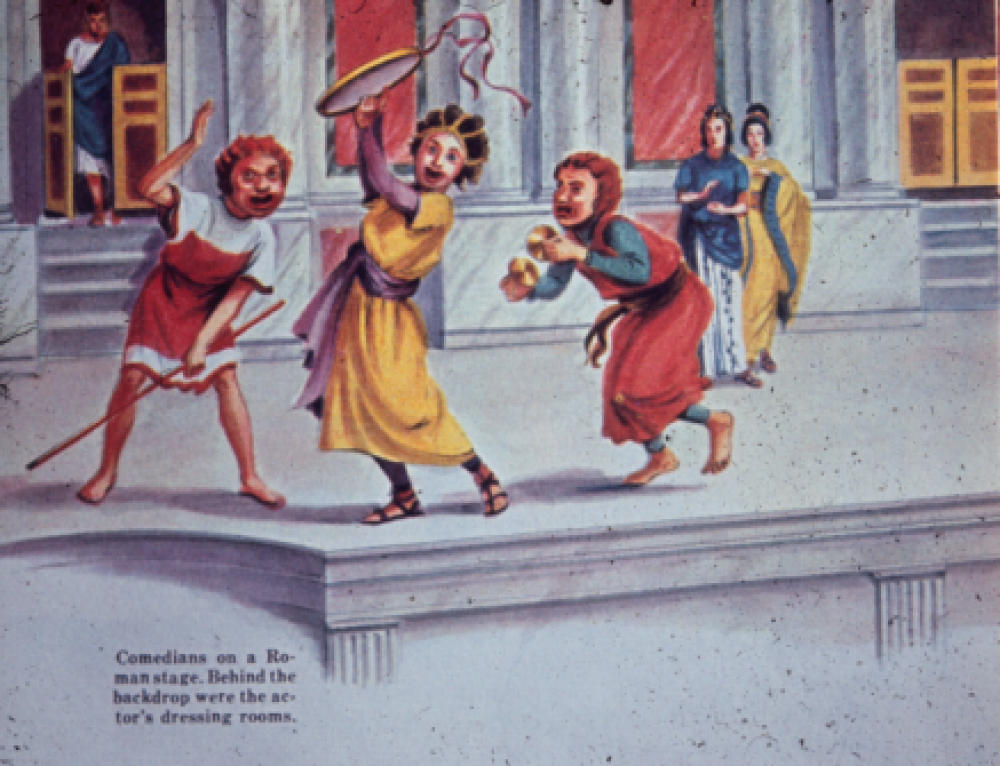 Comedians on a Ro-
man stage. Behind the
backdrop were the ac-
tor's dressing rooms.